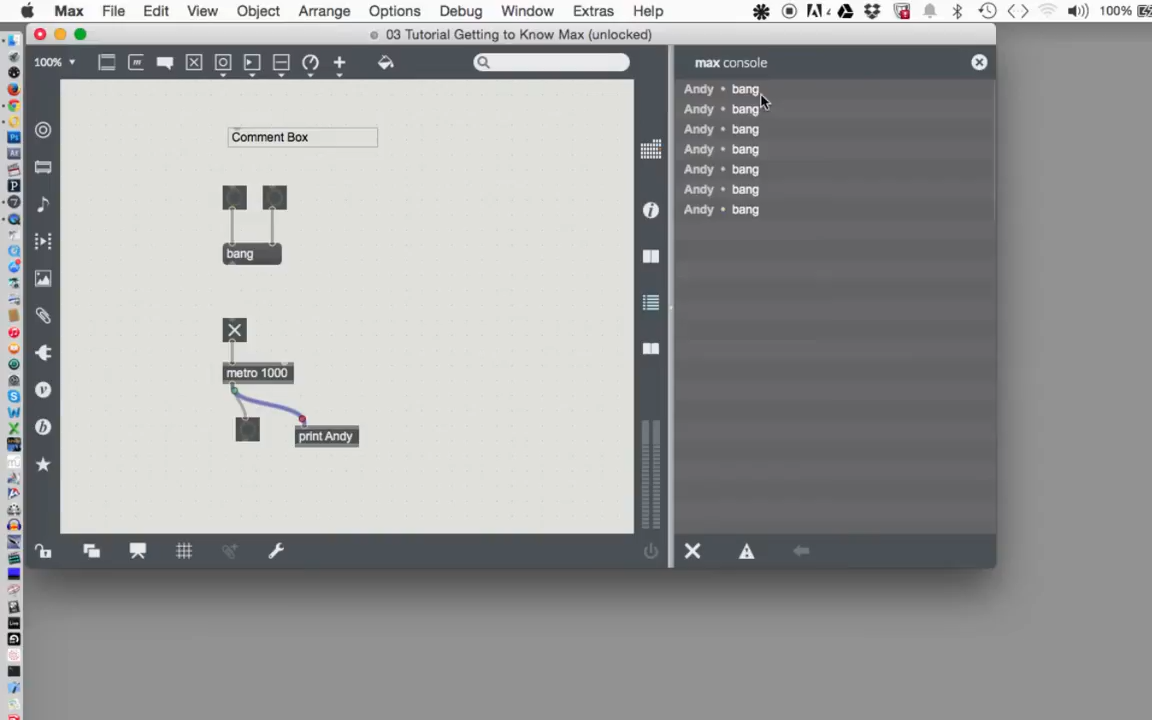 Max File Edit View Object Arrange Options Debug Window Extras Help 100%
03 Tutorial Getting to Know Max (unlocked)
100%
max console
Andy • bang
Andy • bang
Andy • bang
Andy • bang
Andy • bang
Andy • bang
Andy • bang
Comment Box
bang
metro 1000
print Andy